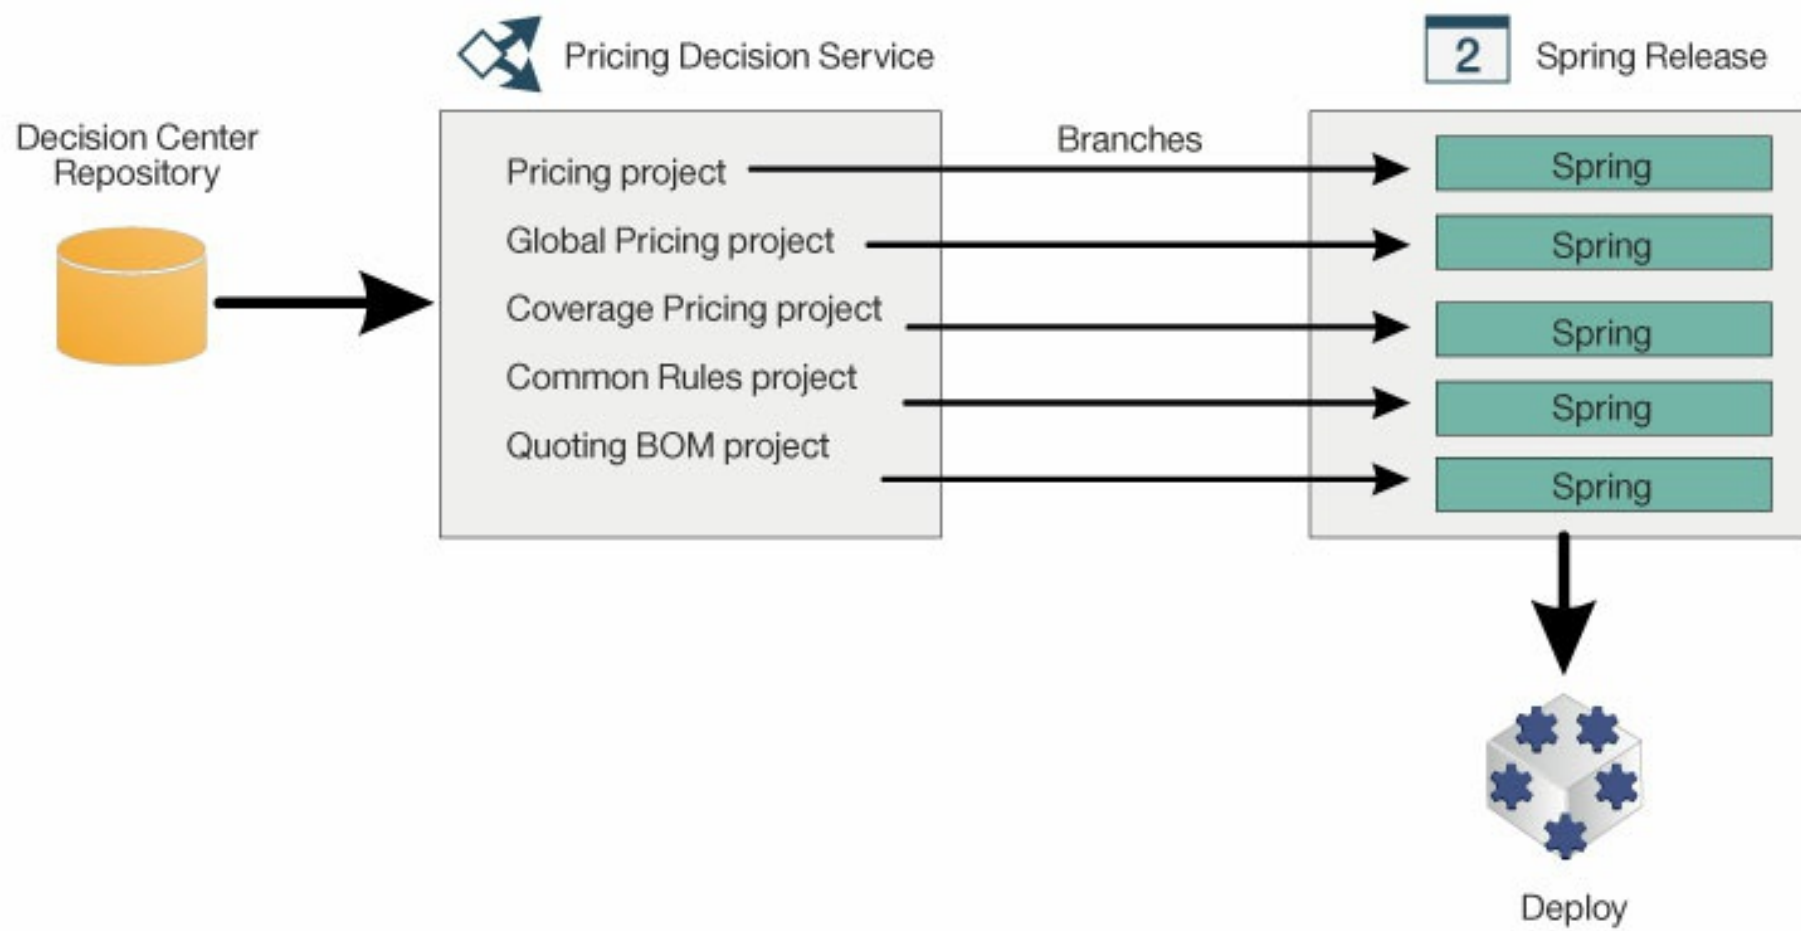 Pricing Decision Service
2
Spring Release
Decision Center
Repository
Branches
Pricing project
Global Pricing project
Coverage Pricing project
Common Rules project
Quoting BOM project
Spring
Spring
Spring
Spring
Spring
Deploy